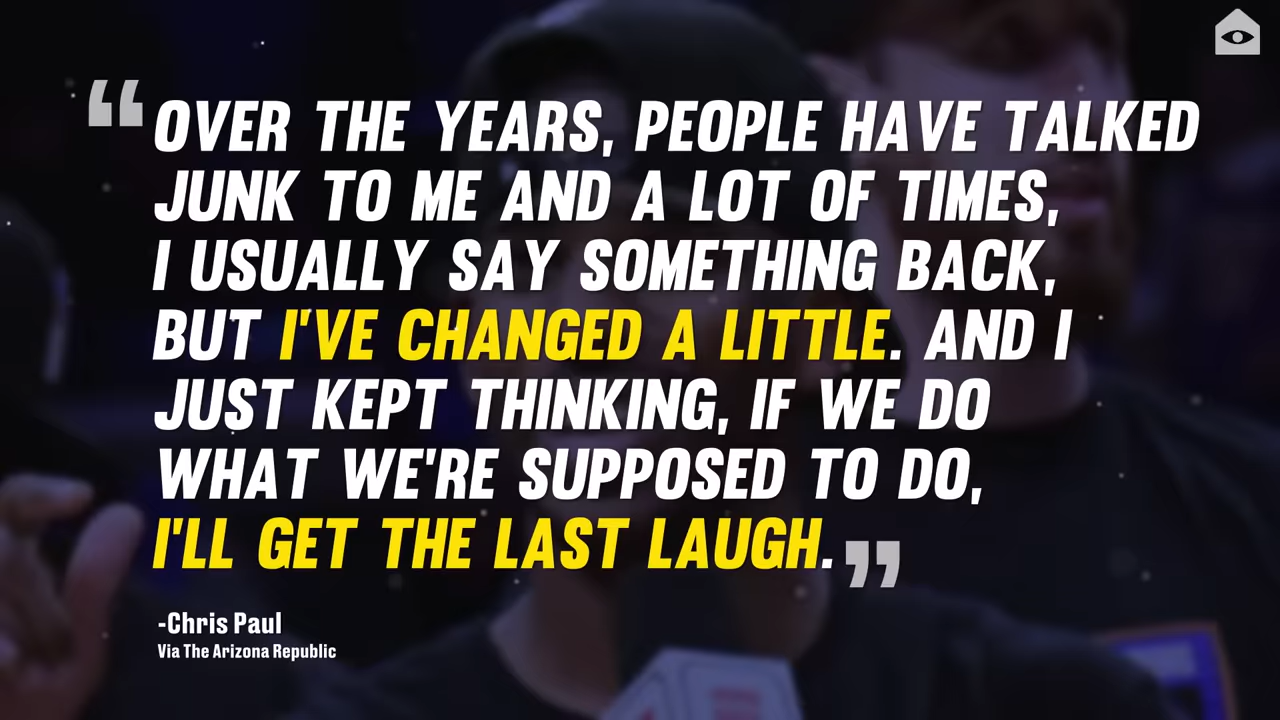 “OVER THE YEARS, PEOPLE HAVE TALKED
JUNK TO ME AND A LOT OF TIMES,
I USUALLY SAY SOMETHING BACK,
BUT I'VE CHANGED A LITTLE. AND I
JUST KEPT THINKING, IF WE DO
WHAT WE'RE SUPPOSED TO DO,
I'LL GET THE LAST LAUGH.”
-Chris Paul
Via The Arizona Republic